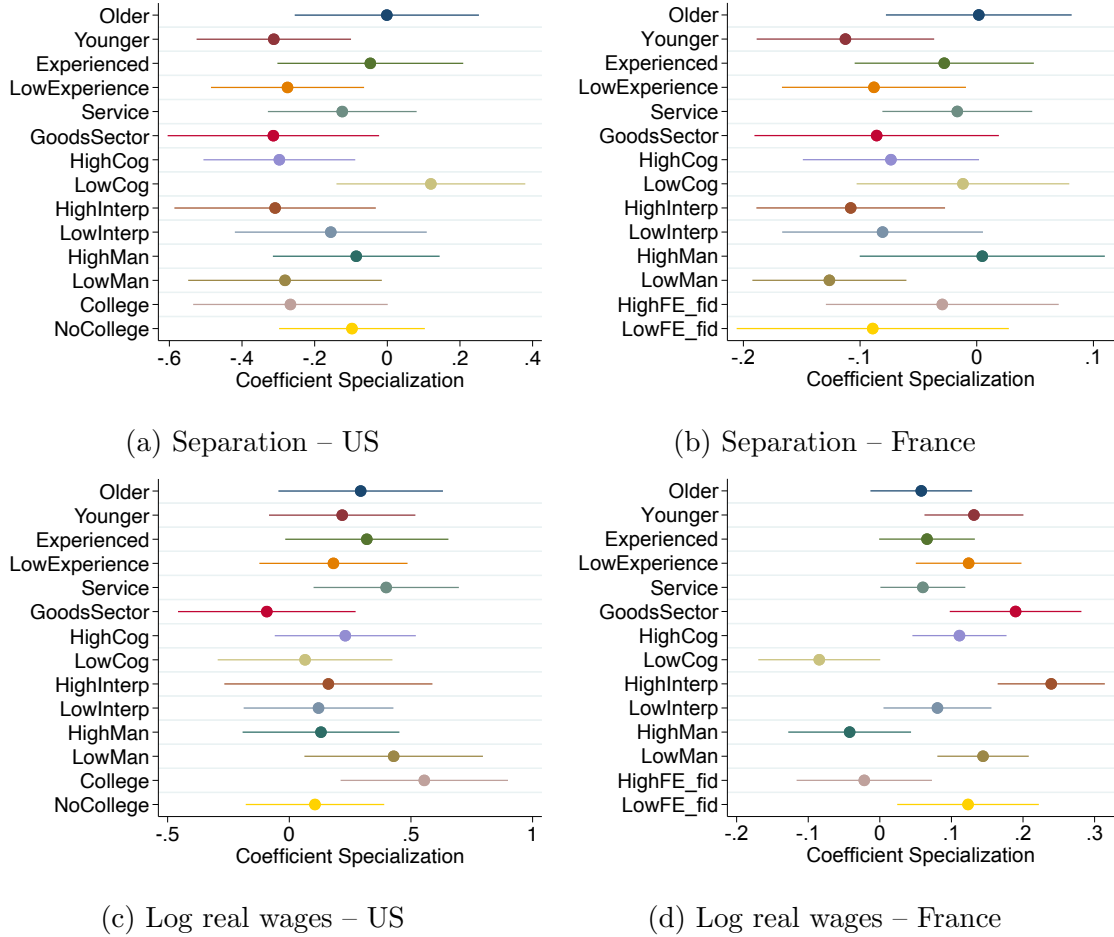 Older
Younger
Experienced
LowExperience
Service
GoodsSector
HighCog
LowCog
HighInterp
LowInterp
HighMan
LowMan
College
NoCollege
-.6 -.4 -.2 0 .2 .4
Coefficient Specialization
(a) Separation – US
Older
Younger
Experienced
LowExperience
Service
GoodsSector
HighCog
LowCog
HighInterp
LowInterp
HighMan
LowMan
HighFE_fid
LowFE_fid
-.2 -.1 0 .1
Coefficient Specialization
(b) Separation – France
Older
Younger
Experienced
LowExperience
Service
GoodsSector
HighCog
LowCog
HighInterp
LowInterp
HighMan
LowMan
College
NoCollege
-.5 0 .5 1
Coefficient Specialization
(c) Log real wages – US
Older
Younger
Experienced
LowExperience
Service
GoodsSector
HighCog
LowCog
HighInterp
LowInterp
HighMan
LowMan
HighFE_fid
LowFE_fid
-.2 -.1 0 .1 .2 .3
Coefficient Specialization
(d) Log real wages – France